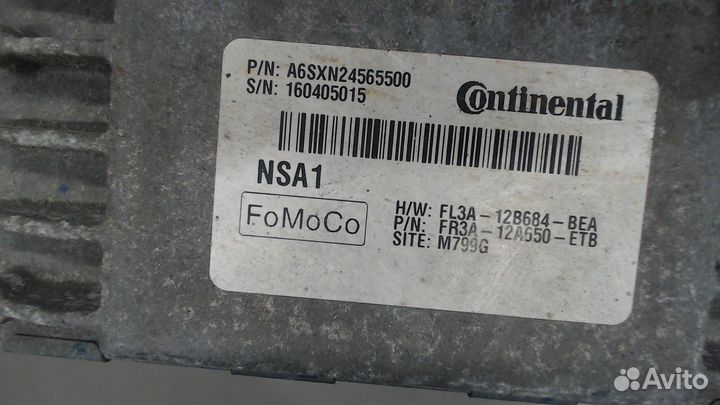 P/N: A6SXN24565500
S/N: 160405015
Continental
NSA1
FoMoCo
H/W: FL3A-12B684-BEA
P/N: FR3A-12A650-ETB
SITE: M799G
Avito